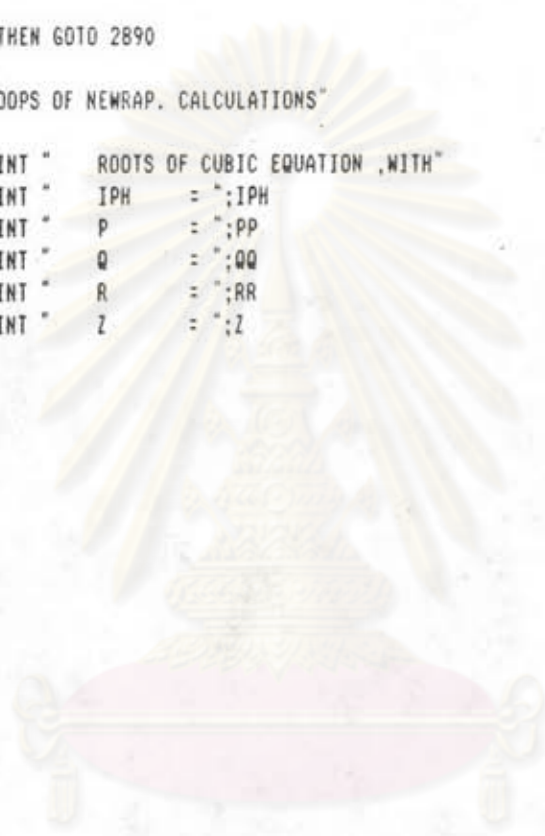 THEN GOTO 2890
OOPS OF NEWRAP. CALCULATIONS"
INT "    ROOTS OF CUBIC EQUATION ,WITH"
INT "    IPH     = ";IPH
INT "    P       = ";PP
INT "    Q       = ";QQ
INT "    R       = ";RR
INT "    Z       = ";Z